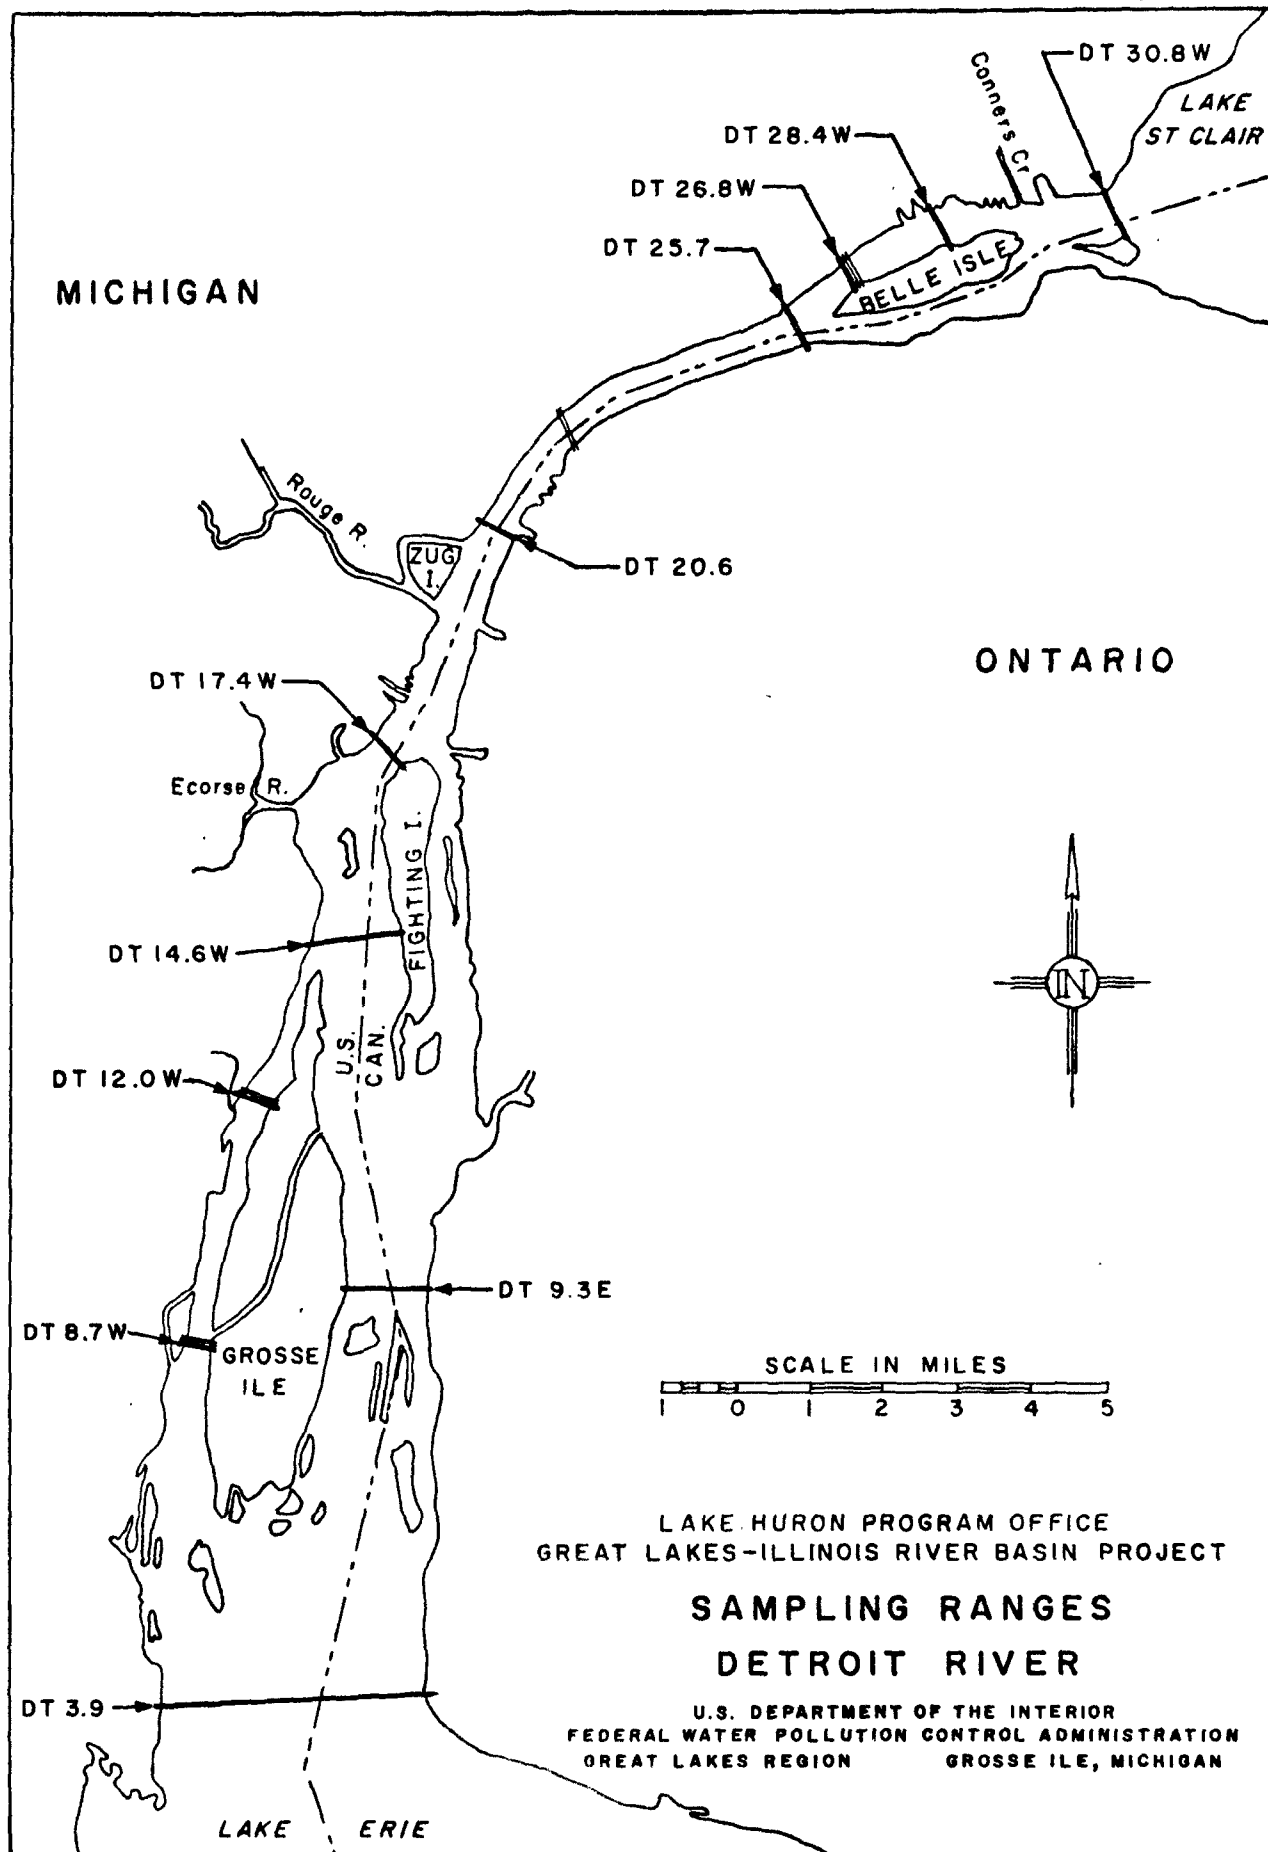 DT 30.8W
Conners Cr
LAKE
ST CLAIR
DT 28.4W
DT 26.8W
DT 25.7
BELLE ISLE
MICHIGAN
Rouge R.
ZUG
I.
DT 20.6
ONTARIO
DT 17.4W
Ecorse R.
FIGHTING I.
DT 14.6W
U.S.
CAN.
N
DT 12.0W
DT 9.3E
DT 8.7W
GROSSE
ILE
SCALE IN MILES
1 0 1 2 3 4 5
LAKE HURON PROGRAM OFFICE
GREAT LAKES-ILLINOIS RIVER BASIN PROJECT
SAMPLING RANGES
DETROIT RIVER
DT 3.9
U.S. DEPARTMENT OF THE INTERIOR
FEDERAL WATER POLLUTION CONTROL ADMINISTRATION
GREAT LAKES REGION GROSSE ILE, MICHIGAN
LAKE ERIE